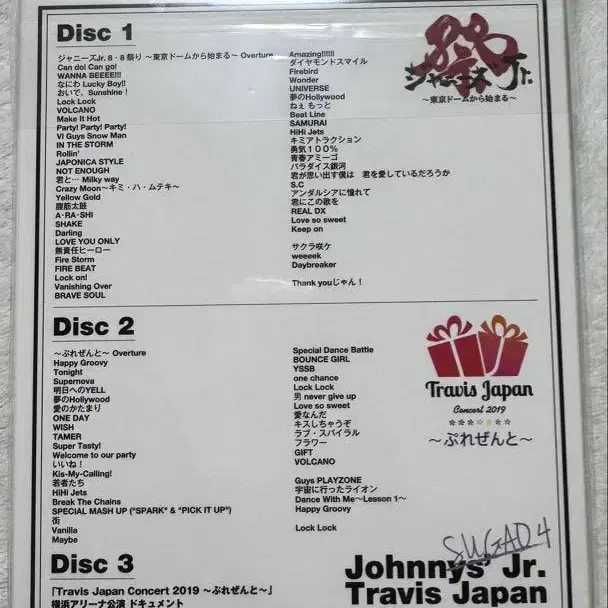 Disc 1
ジャニーズJr. 8・8 祭り ～東京ドームから始まる～ Overture
Can do! Can go!
WANNA BEEEE!!!
なにわ Lucky Boy!!
おいで、Sunshine！
Lock Lock
VOLCANO
Make It Hot
Party! Party! Party!
VI Guys Snow Man
IN THE STORM
Rollin'
JAPONICA STYLE
NOT ENOUGH
君と… Milky way
Crazy Moon～キミ・ハ・ムテキ～
Yellow Gold
腹筋太鼓
A・RA・SHI
SHAKE
Darling
LOVE YOU ONLY
無責任ヒーロー
Fire Storm
FIRE BEAT
Lock on!
Vanishing Over
BRAVE SOUL
Amazing!!!!!!
ダイヤモンドスマイル
Firebird
Wonder
UNIVERSE
夢のHollywood
ねぇ もっと
Beat Line
SAMURAI
HiHi Jets
キミアトラクション
勇気１００％
青春アミーゴ
パラダイス銀河
君が思い出す僕は　君を愛しているだろうか
S.C
アンダルシアに憧れて
君にこの歌を
REAL DX
Love so sweet
Keep on
サクラ咲ケ
weeeek
Daybreaker
Thank youじゃん！
祭
ジャニーズJr.
～東京ドームから始まる～
Disc 2
～ぷれぜんと～ Overture
Happy Groovy
Tonight
Supernova
明日へのYELL
夢のHollywood
愛のかたまり
ONE DAY
WISH
TAMER
Super Tasty!
Welcome to our party
いいね！
Kis-My-Calling!
若者たち
HiHi Jets
Break The Chains
SPECIAL MASH UP ("SPARK" & "PICK IT UP")
街
Vanilla
Maybe
Special Dance Battle
BOUNCE GIRL
YSSB
one chance
Lock Lock
男 never give up
Love so sweet
愛なんだ
キスしちゃうぞ
ラブ・スパイラル
フラワー
GIFT
VOLCANO
Guys PLAYZONE
宇宙に行ったライオン
Dance With Me～Lesson 1～
Happy Groovy
Lock Lock
Travis Japan
Concert 2019
～ぷれぜんと～
Disc 3
「Travis Japan Concert 2019 ～ぷれぜんと～」
横浜アリーナ公演 ドキュメント
SUGAO4
Johnnys' Jr.
Travis Japan